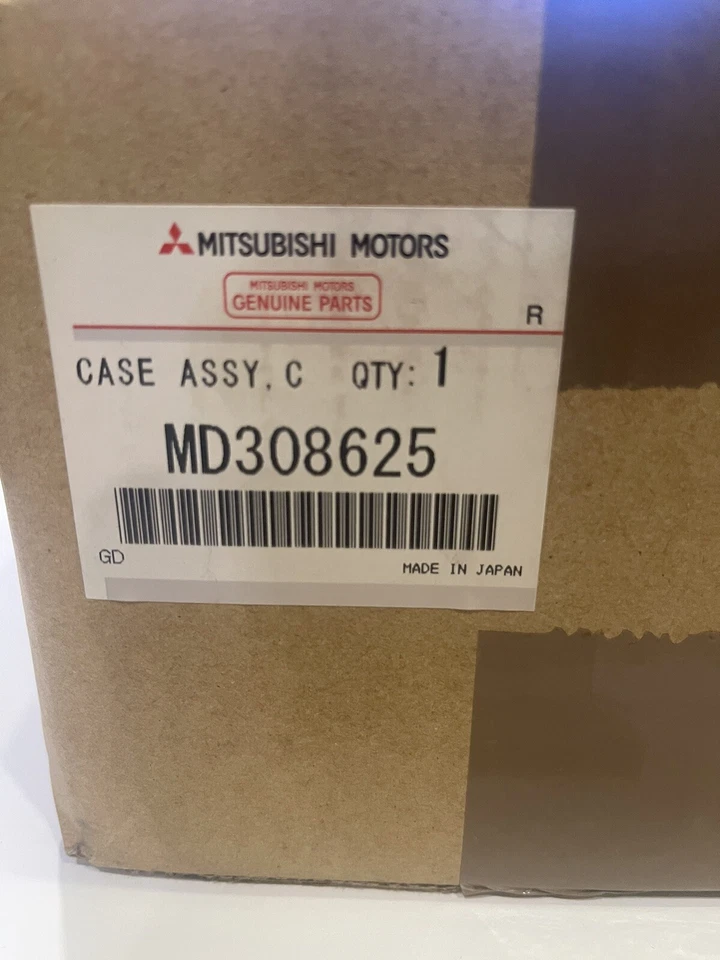 MITSUBISHI MOTORS
MITSUBISHI MOTORS
GENUINE PARTS
R
CASE ASSY,C QTY: 1
MD308625
GD
MADE IN JAPAN